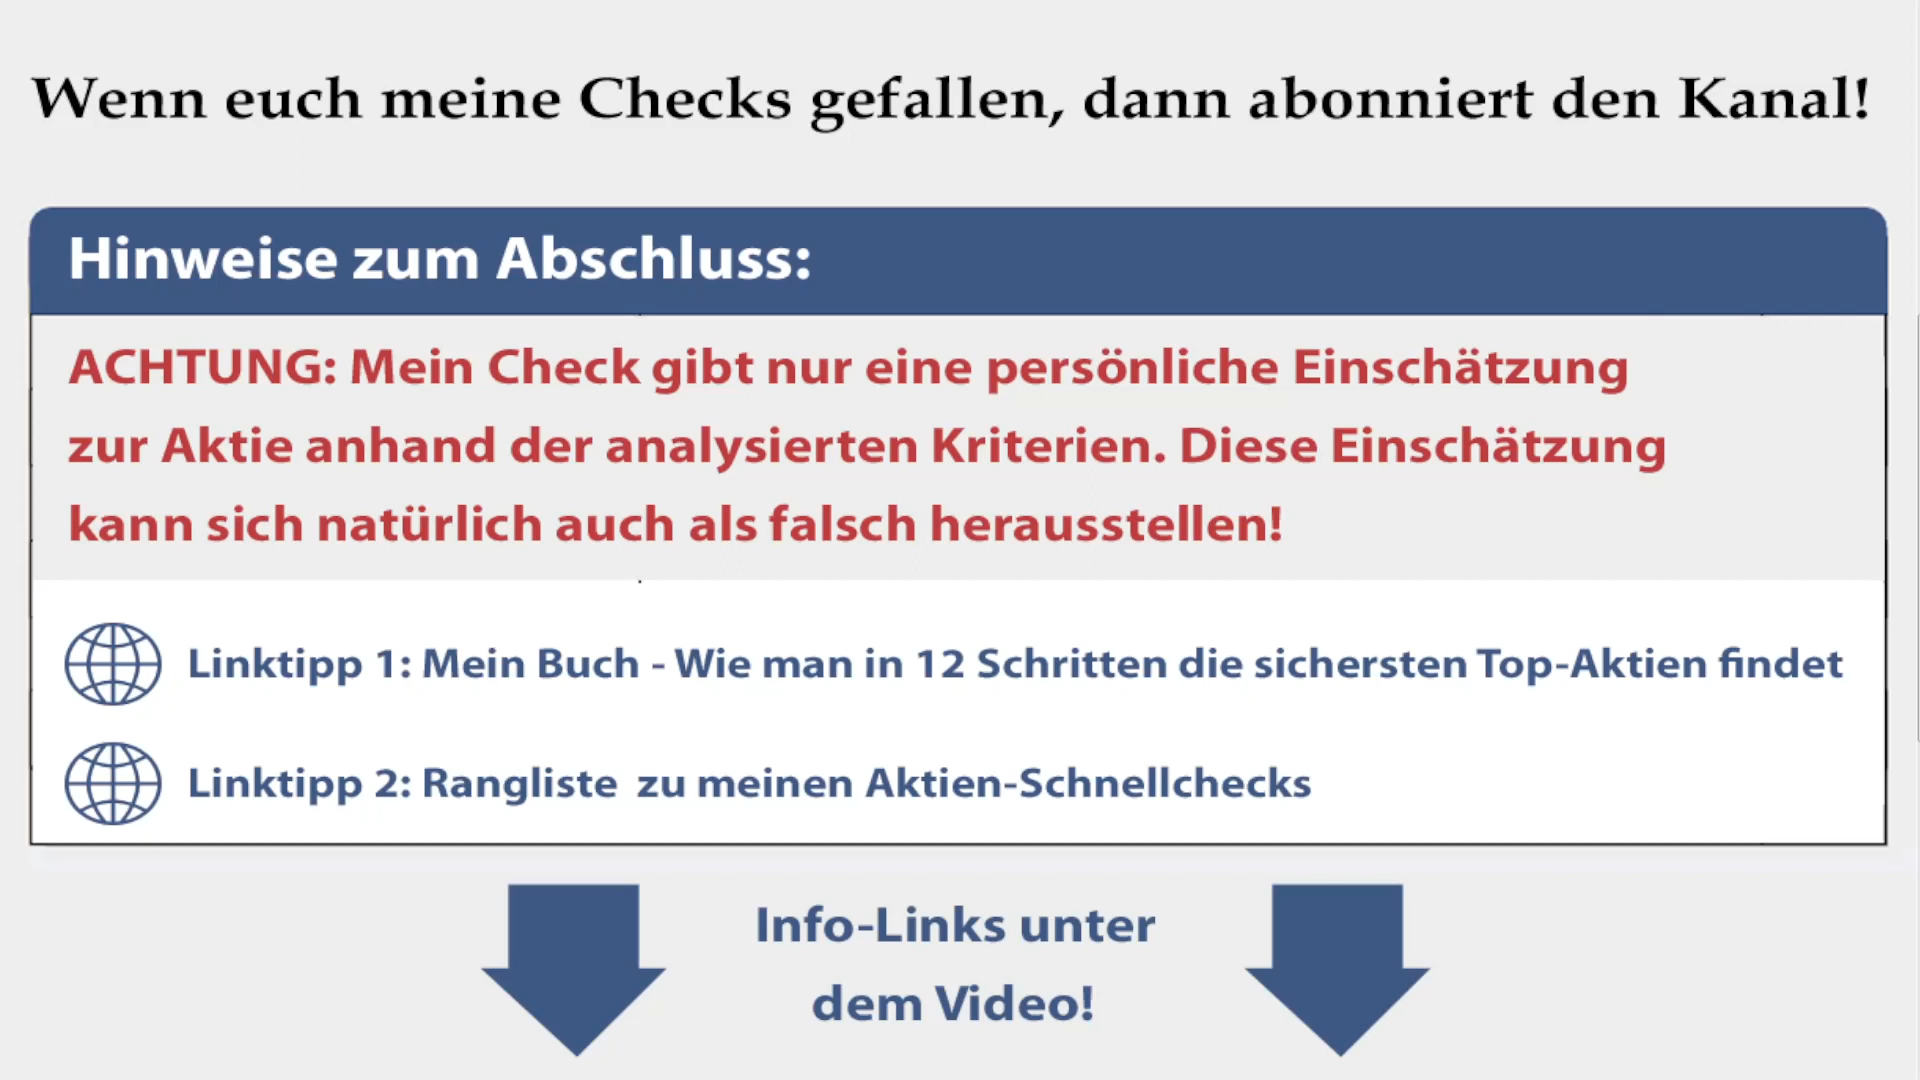 Wenn euch meine Checks gefallen, dann abonniert den Kanal!
Hinweise zum Abschluss:
ACHTUNG: Mein Check gibt nur eine persönliche Einschätzung
zur Aktie anhand der analysierten Kriterien. Diese Einschätzung
kann sich natürlich auch als falsch herausstellen!
Linktipp 1: Mein Buch - Wie man in 12 Schritten die sichersten Top-Aktien findet
Linktipp 2: Rangliste zu meinen Aktien-Schnellchecks
Info-Links unter
dem Video!